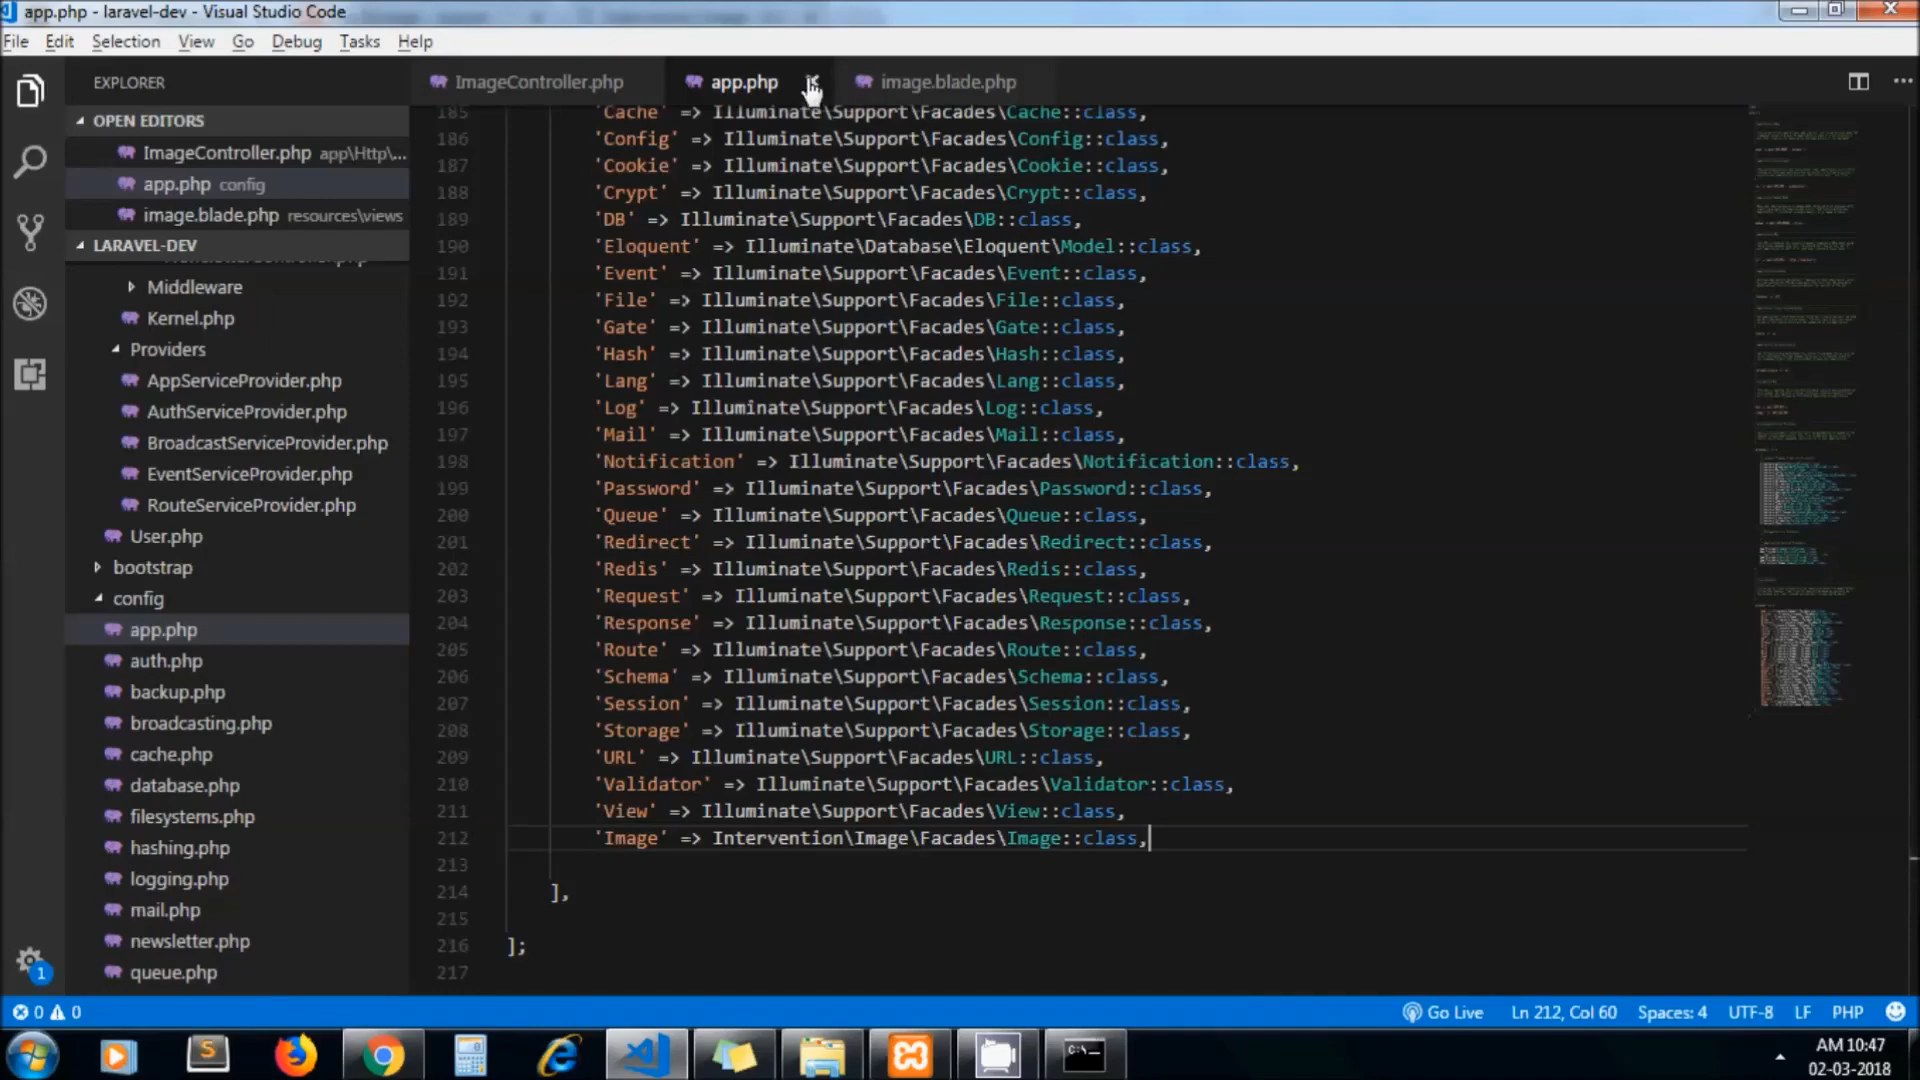 app.php - laravel-dev - Visual Studio Code
File Edit Selection View Go Debug Tasks Help
EXPLORER
ImageController.php
app.php
image.blade.php
OPEN EDITORS
ImageController.php app\Http\...
app.php config
image.blade.php resources\views
LARAVEL-DEV
Middleware
Kernel.php
Providers
AppServiceProvider.php
AuthServiceProvider.php
BroadcastServiceProvider.php
EventServiceProvider.php
RouteServiceProvider.php
User.php
bootstrap
config
app.php
auth.php
backup.php
broadcasting.php
cache.php
database.php
filesystems.php
hashing.php
logging.php
mail.php
newsletter.php
queue.php
185 'Cache' => Illuminate\Support\Facades\Cache::class,
186 'Config' => Illuminate\Support\Facades\Config::class,
187 'Cookie' => Illuminate\Support\Facades\Cookie::class,
188 'Crypt' => Illuminate\Support\Facades\Crypt::class,
189 'DB' => Illuminate\Support\Facades\DB::class,
190 'Eloquent' => Illuminate\Database\Eloquent\Model::class,
191 'Event' => Illuminate\Support\Facades\Event::class,
192 'File' => Illuminate\Support\Facades\File::class,
193 'Gate' => Illuminate\Support\Facades\Gate::class,
194 'Hash' => Illuminate\Support\Facades\Hash::class,
195 'Lang' => Illuminate\Support\Facades\Lang::class,
196 'Log' => Illuminate\Support\Facades\Log::class,
197 'Mail' => Illuminate\Support\Facades\Mail::class,
198 'Notification' => Illuminate\Support\Facades\Notification::class,
199 'Password' => Illuminate\Support\Facades\Password::class,
200 'Queue' => Illuminate\Support\Facades\Queue::class,
201 'Redirect' => Illuminate\Support\Facades\Redirect::class,
202 'Redis' => Illuminate\Support\Facades\Redis::class,
203 'Request' => Illuminate\Support\Facades\Request::class,
204 'Response' => Illuminate\Support\Facades\Response::class,
205 'Route' => Illuminate\Support\Facades\Route::class,
206 'Schema' => Illuminate\Support\Facades\Schema::class,
207 'Session' => Illuminate\Support\Facades\Session::class,
208 'Storage' => Illuminate\Support\Facades\Storage::class,
209 'URL' => Illuminate\Support\Facades\URL::class,
210 'Validator' => Illuminate\Support\Facades\Validator::class,
211 'View' => Illuminate\Support\Facades\View::class,
212 'Image' => Intervention\Image\Facades\Image::class,
213
214 ],
215
216 ];
217
1
0 0 Go Live Ln 212, Col 60 Spaces: 4 UTF-8 LF PHP
AM 10:47
02-03-2018